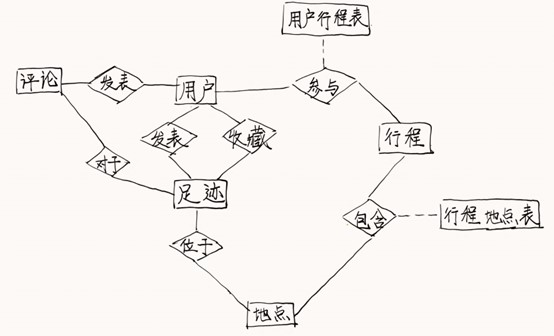 用户行程表
评论
发表
用户
参与
发表
收藏
行程
对于
足迹
包含
行程地点表
位于
地点